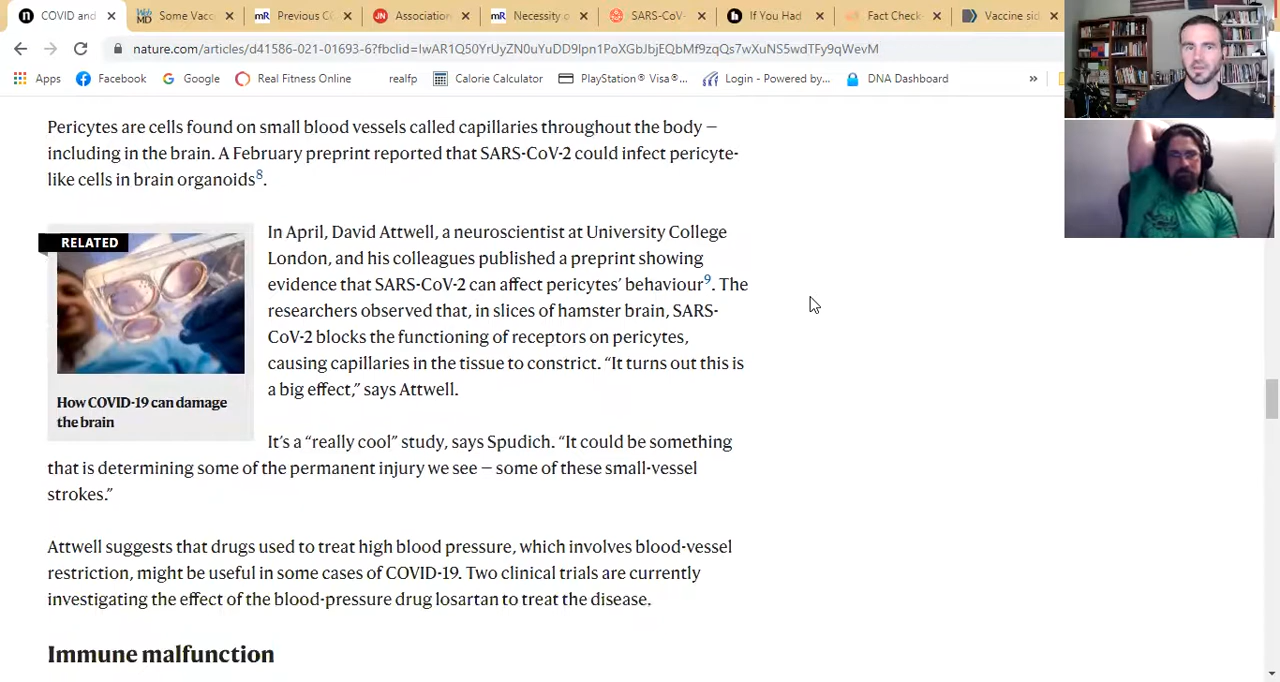 COVID and
Some Vacc
Previous C
Association
Necessity o
SARS-CoV-
If You Had
Fact Check
Vaccine sid
nature.com/articles/d41586-021-01693-6?fbclid=IwAR1Q50YrUyZN0uYuDD9lpn1PoXGbJbjEQbMf9zqQs7wXuNS5wdTFy9qWevM
Apps Facebook Google Real Fitness Online realfp Calorie Calculator PlayStation® Visa®... Login - Powered by... DNA Dashboard »
Pericytes are cells found on small blood vessels called capillaries throughout the body –
including in the brain. A February preprint reported that SARS-CoV-2 could infect pericyte-
like cells in brain organoids8.
RELATED
How COVID-19 can damage
the brain
In April, David Attwell, a neuroscientist at University College
London, and his colleagues published a preprint showing
evidence that SARS-CoV-2 can affect pericytes’ behaviour9. The
researchers observed that, in slices of hamster brain, SARS-
CoV-2 blocks the functioning of receptors on pericytes,
causing capillaries in the tissue to constrict. “It turns out this is
a big effect,” says Attwell.
It’s a “really cool” study, says Spudich. “It could be something
that is determining some of the permanent injury we see – some of these small-vessel
strokes.”
Attwell suggests that drugs used to treat high blood pressure, which involves blood-vessel
restriction, might be useful in some cases of COVID-19. Two clinical trials are currently
investigating the effect of the blood-pressure drug losartan to treat the disease.
Immune malfunction